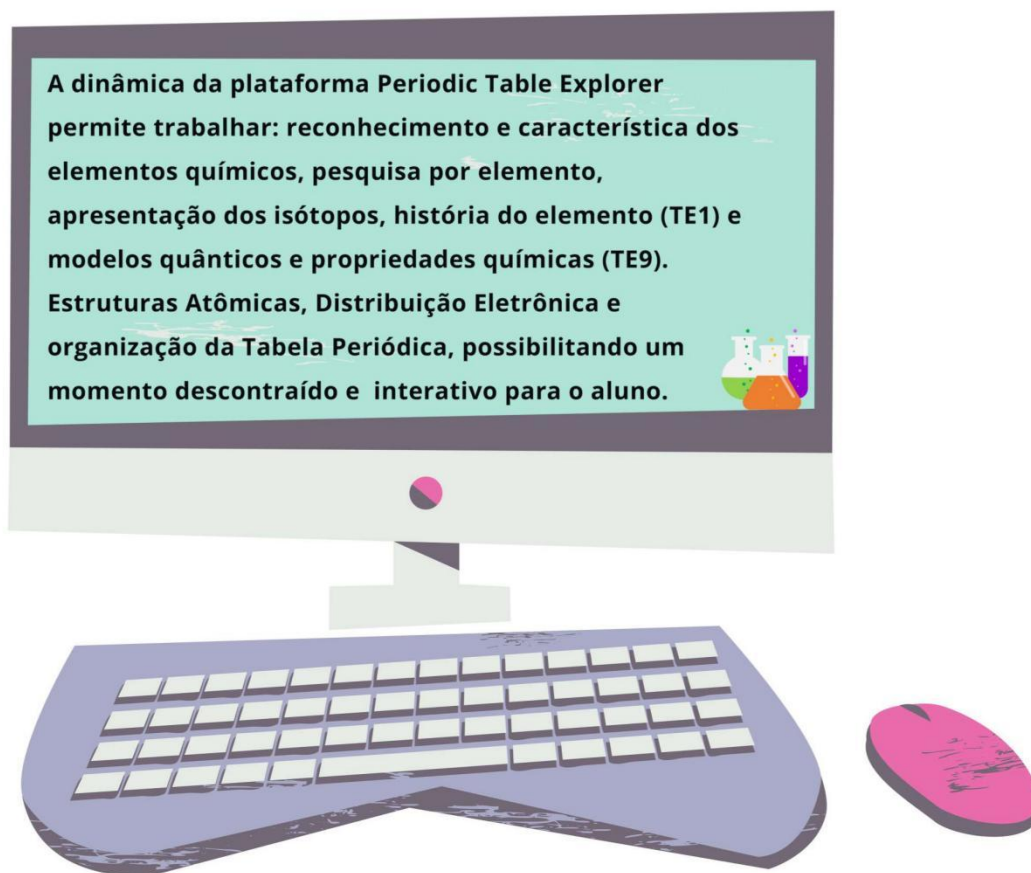 A dinâmica da plataforma Periodic Table Explorer
permite trabalhar: reconhecimento e característica dos
elementos químicos, pesquisa por elemento,
apresentação dos isótopos, história do elemento (TE1) e
modelos quânticos e propriedades químicas (TE9).
Estruturas Atômicas, Distribuição Eletrônica e
organização da Tabela Periódica, possibilitando um
momento descontraído e  interativo para o aluno.